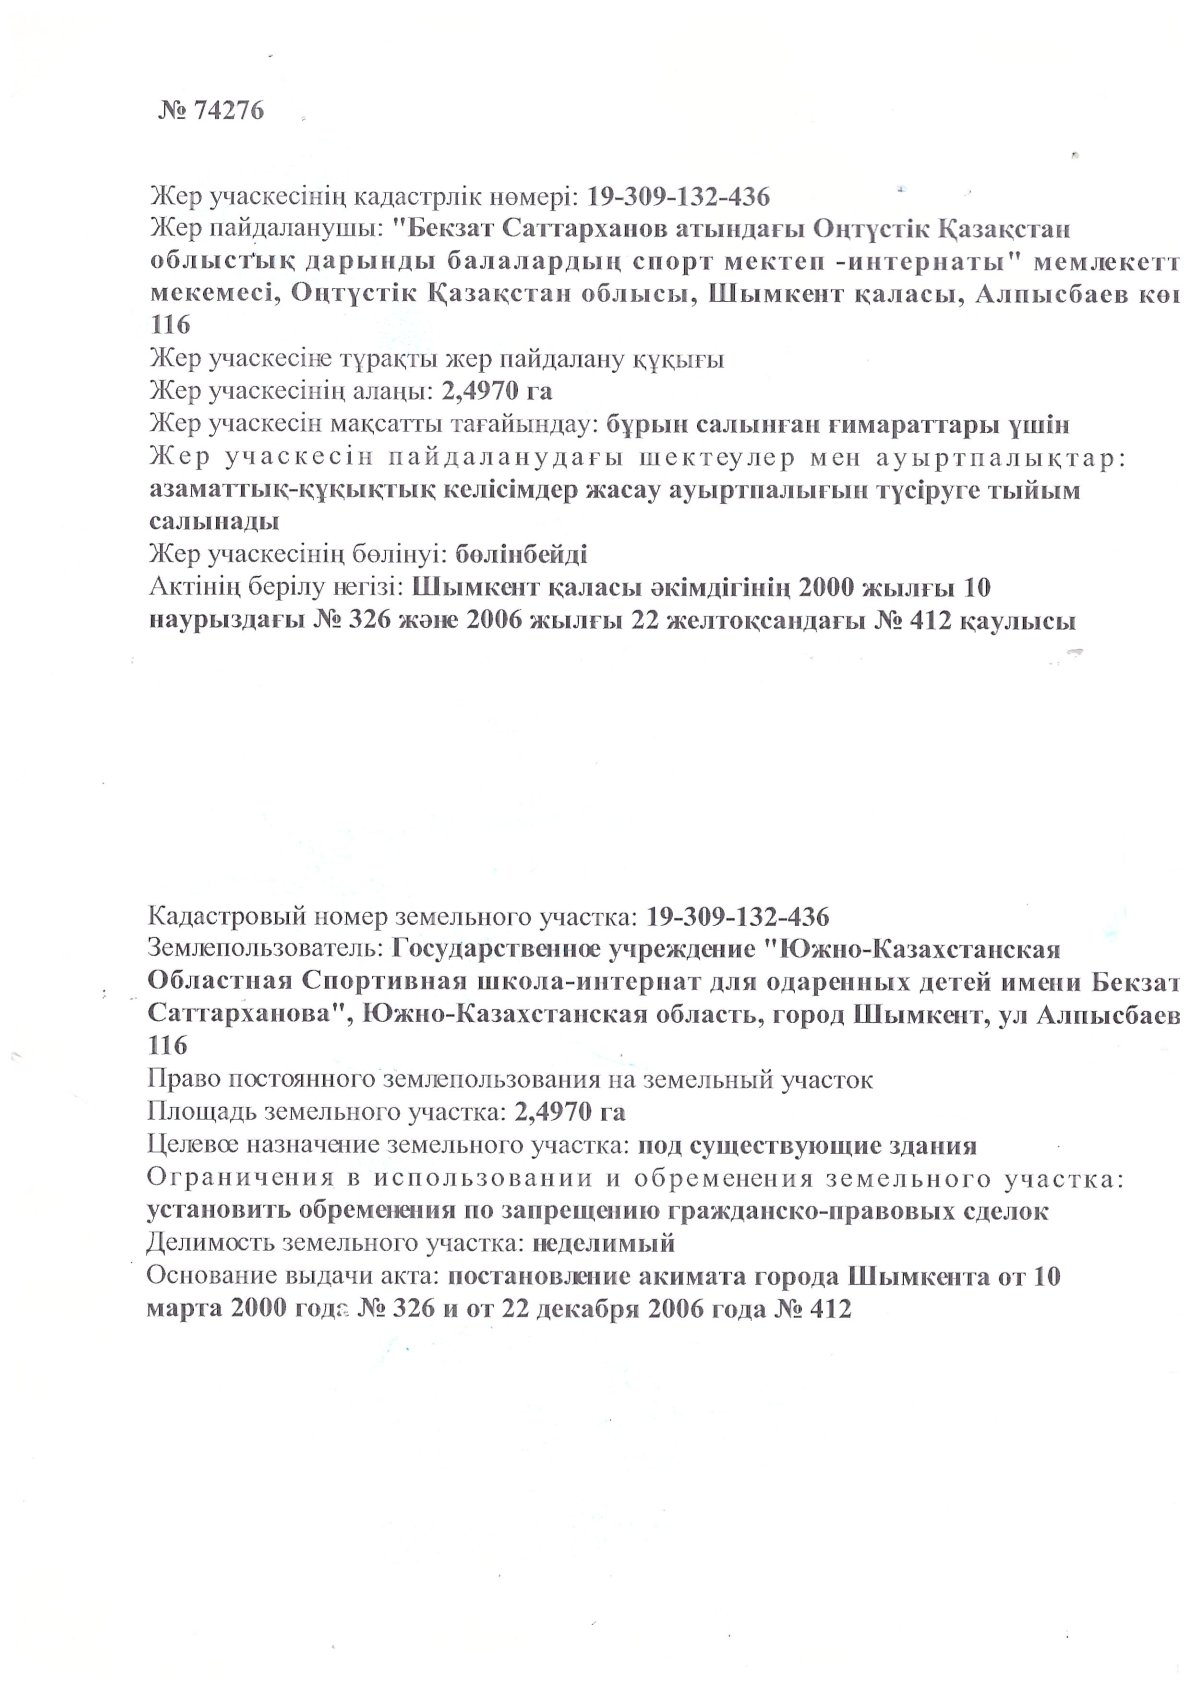 № 74276
Жер учаскесінің кадастрлік нөмері: 19-309-132-436
Жер пайдаланушы: "Бекзат Саттарханов атындағы Оңтүстік Қазақстан
облыстық дарынды балалардың спорт мектеп -интернаты" мемлекетт
мекемесі, Оңтүстік Қазақстан облысы, Шымкент қаласы, Алпысбаев
116
Жер учаскесіне тұрақты жер пайдалану құқығы
Жер учаскесінің алаңы: 2,4970 га
Жер учаскесін мақсатты тағайындау: бұрын салынған ғимараттары үшін
Жер учаскесін пайдаланудағы шектеулер мен ауыртпалықтар:
азаматтық-құқықтық келісімдер жасау ауыртпалығын түсіруге тыйым
салынады
Жер учаскесінің бөлінуі: бөлінбейді
Актінің берілу негізі: Шымкент қаласы әкімдігінің 2000 жылғы 10
наурыздағы № 326 және 2006 жылғы 22 желтоқсандағы № 412 қаулысы
Кадастровый номер земельного участка: 19-309-132-436
Землепользователь: Государственное учреждение "Южно-Казахстанская
Областная Спортивная школа-интернат для одаренных детей имени Бекзат
Саттарханова", Южно-Казахстанская область, город Шымкент, ул Алпысбаев
116
Право постоянного землепользования на земельный участок
Площадь земельного участка: 2,4970 га
Целевое назначение земельного участка: под существующие здания
Ограничения в использовании и обременения земельного участка:
установить обременения по запрещению гражданско-правовых сделок
Делимость земельного участка: неделимый
Основание выдачи акта: постановление акимата города Шымкента от 10
марта 2000 года № 326 и от 22 декабря 2006 года № 412